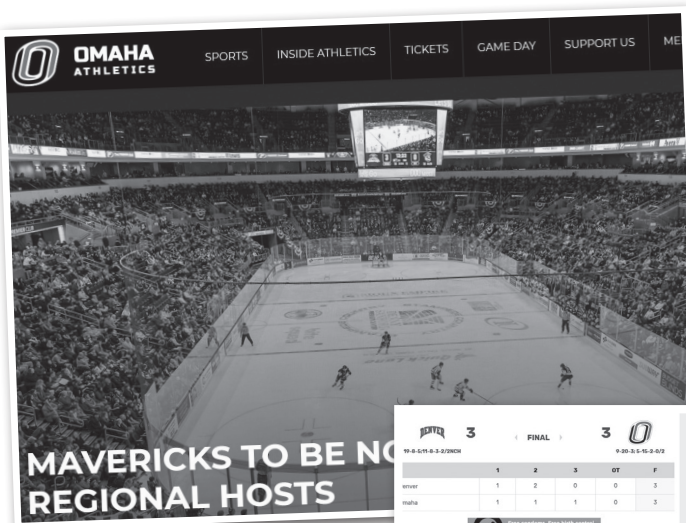 OMAHA
ATHLETICS
SPORTS
INSIDE ATHLETICS
TICKETS
GAME DAY
SUPPORT US
MAVERICKS TO BE
REGIONAL HOSTS
DENVER 3 FINAL 3
1 2 3 OT F
enver 1 2 0 0 3
maha 1 1 1 0 3